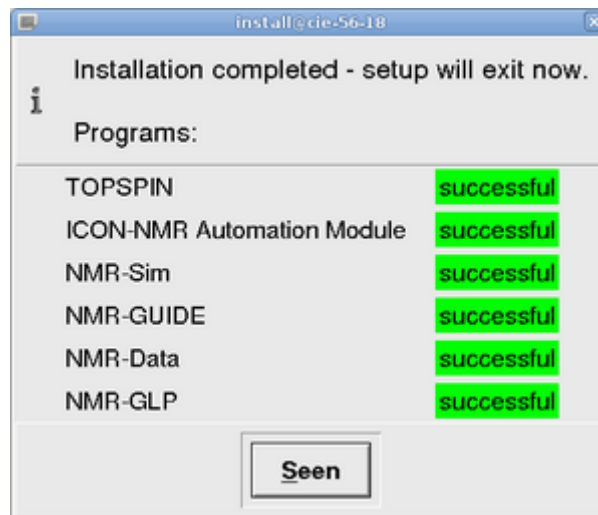 install@cie-56-18
Installation completed - setup will exit now.
Programs:
TOPSPIN successful
ICON-NMR Automation Module successful
NMR-Sim successful
NMR-GUIDE successful
NMR-Data successful
NMR-GLP successful
Seen